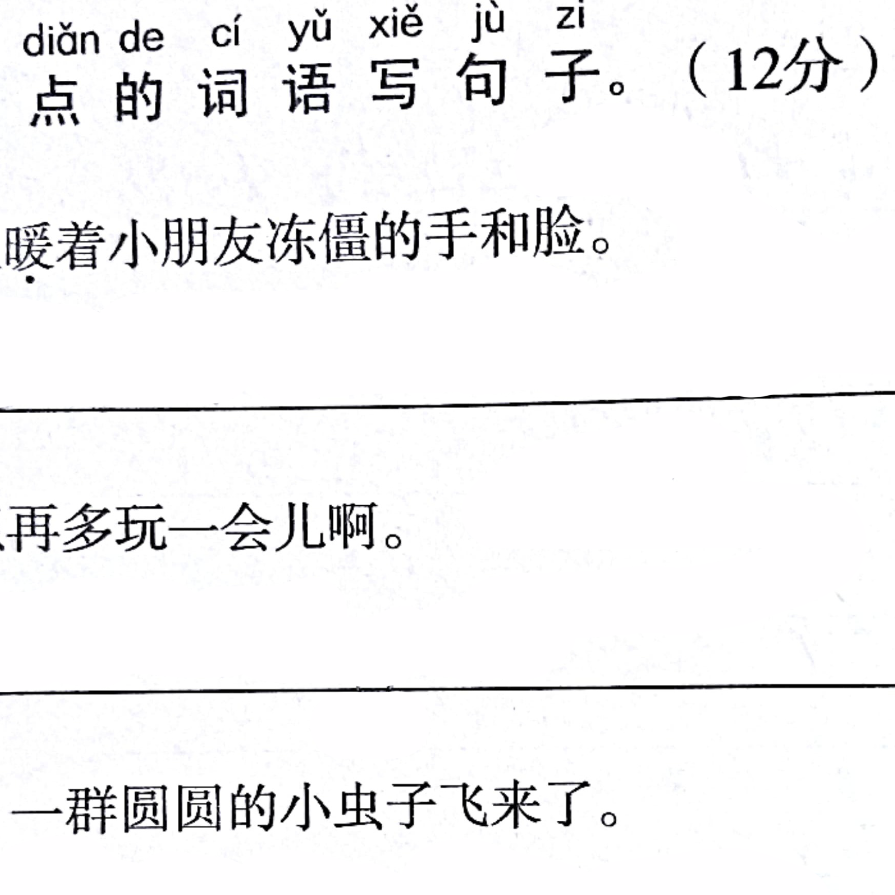 diǎn de cí yǔ xiě jù zi
点的词语写句子。（12分）
暖着小朋友冻僵的手和脸。
再多玩一会儿啊。
一群圆圆的小虫子飞来了。